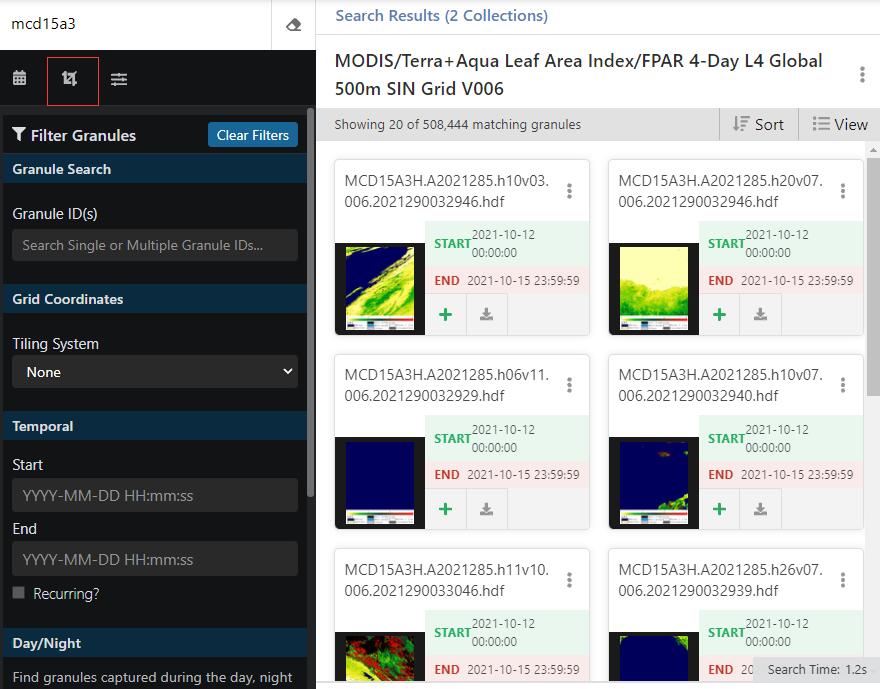 mcd15a3
Search Results (2 Collections)
MODIS/Terra+Aqua Leaf Area Index/FPAR 4-Day L4 Global
500m SIN Grid V006
Showing 20 of 508,444 matching granules
Sort
View
Filter Granules
Clear Filters
Granule Search
Granule ID(s)
Search Single or Multiple Granule IDs...
Grid Coordinates
Tiling System
None
Temporal
Start
YYYY-MM-DD HH:mm:ss
End
YYYY-MM-DD HH:mm:ss
Recurring?
Day/Night
Find granules captured during the day, night
MCD15A3H.A2021285.h10v03.
006.2021290032946.hdf
START 2021-10-12
00:00:00
END 2021-10-15 23:59:59
MCD15A3H.A2021285.h20v07.
006.2021290032946.hdf
START 2021-10-12
00:00:00
END 2021-10-15 23:59:59
MCD15A3H.A2021285.h06v11.
006.2021290032929.hdf
START 2021-10-12
00:00:00
END 2021-10-15 23:59:59
MCD15A3H.A2021285.h10v07.
006.2021290032940.hdf
START 2021-10-12
00:00:00
END 2021-10-15 23:59:59
MCD15A3H.A2021285.h11v10.
006.2021290033046.hdf
START 2021-10-12
00:00:00
END 2021-10-15 23:59:59
MCD15A3H.A2021285.h26v07.
006.2021290032939.hdf
START 2021-10-12
00:00:00
END 20
Search Time: 1.2s